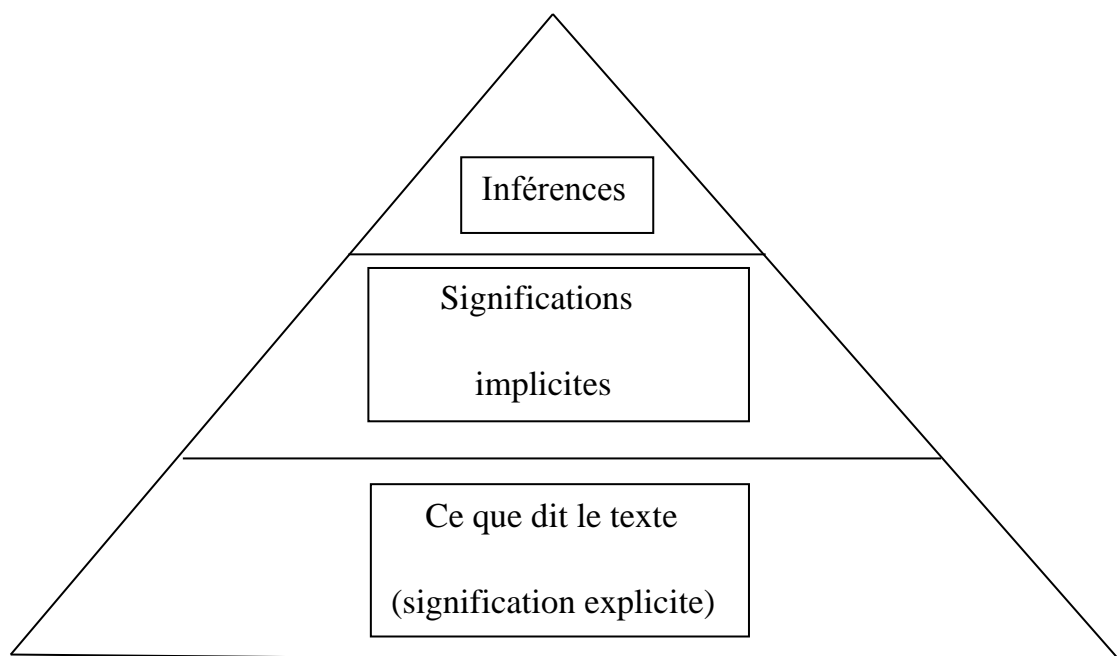 Inférences
Significations
implicites
Ce que dit le texte
(signification explicite)